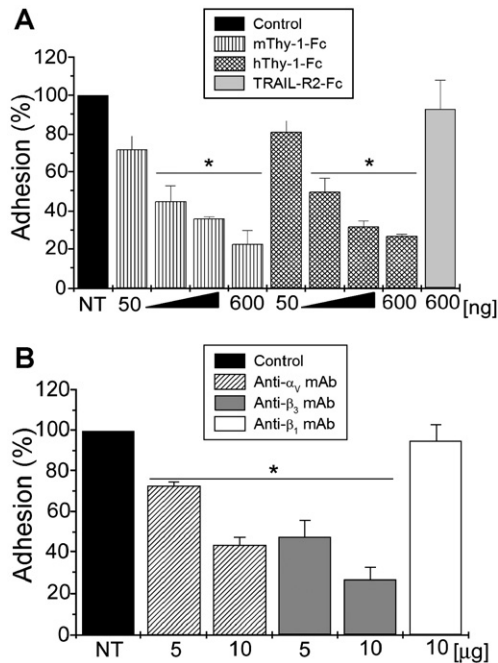 A
Control
mThy-1-Fc
hThy-1-Fc
TRAIL-R2-Fc
Adhesion (%)
120
100
80
60
40
20
0
* *
NT 50 600 50 600 600 [ng]
B
Control
Anti-αV mAb
Anti-β3 mAb
Anti-β1 mAb
Adhesion (%)
120
100
80
60
40
20
0
*
NT 5 10 5 10 10 [µg]